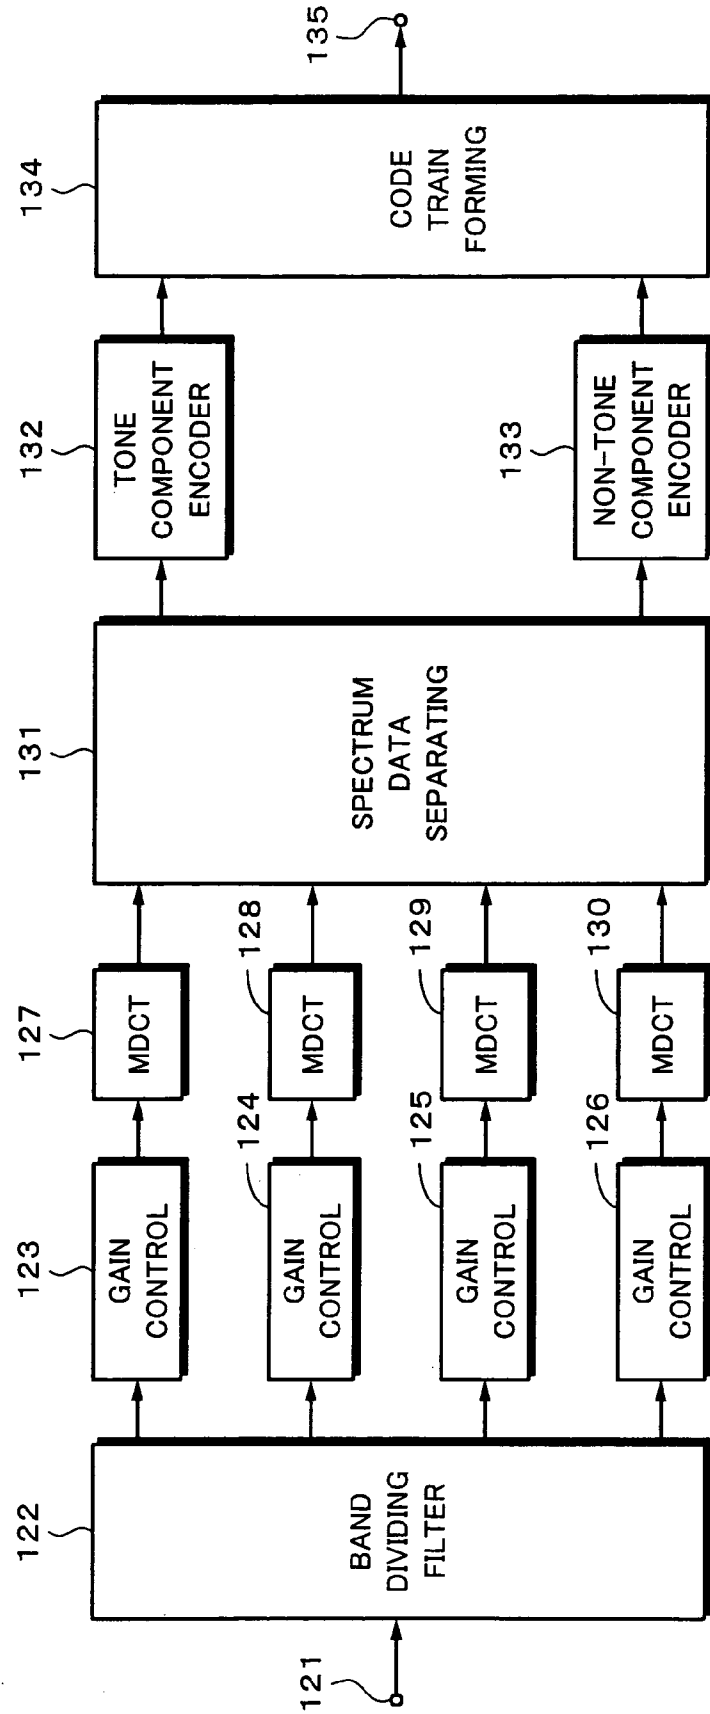 121
122
BAND
DIVIDING
FILTER
123
GAIN
CONTROL
124
GAIN
CONTROL
125
GAIN
CONTROL
126
GAIN
CONTROL
127
MDCT
128
MDCT
129
MDCT
130
MDCT
131
SPECTRUM
DATA
SEPARATING
132
TONE
COMPONENT
ENCODER
133
NON-TONE
COMPONENT
ENCODER
134
CODE
TRAIN
FORMING
135